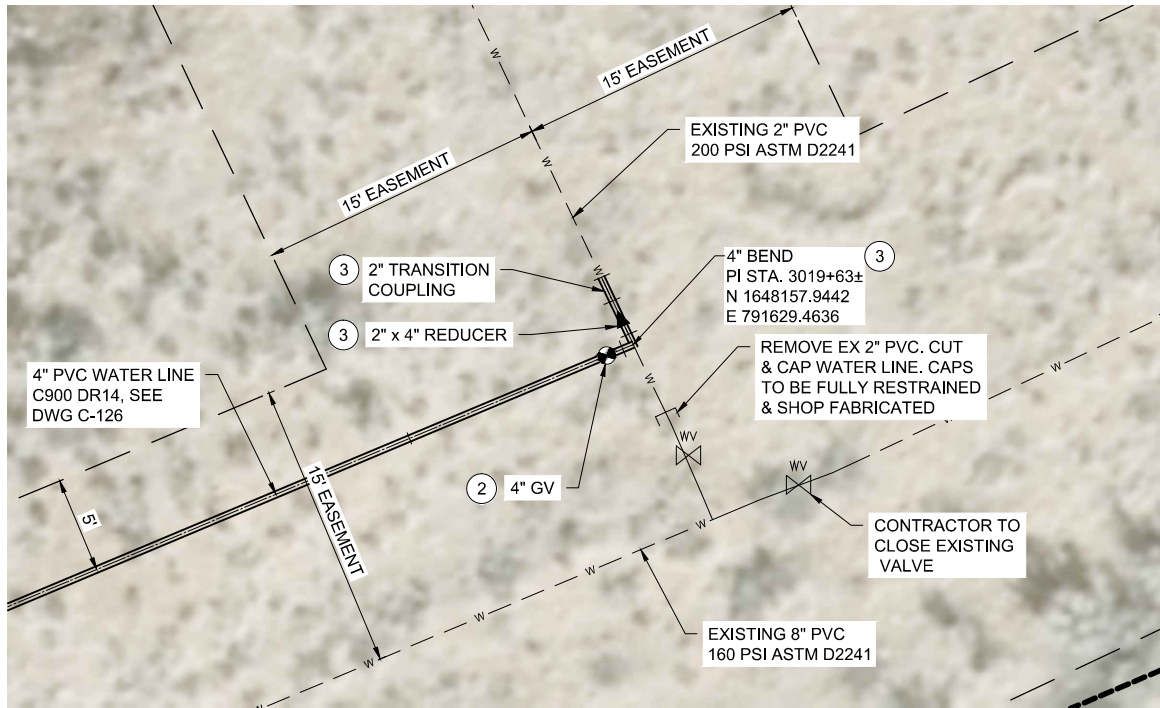 W
15' EASEMENT
EXISTING 2" PVC
200 PSI ASTM D2241
W
15' EASEMENT
W
3
2" TRANSITION
COUPLING
W
4" BEND
PI STA. 3019+63±
N 1648157.9442
E 791629.4636
3
3
2" x 4" REDUCER
REMOVE EX 2" PVC. CUT
& CAP WATER LINE. CAPS
TO BE FULLY RESTRAINED
& SHOP FABRICATED
W
4" PVC WATER LINE
C900 DR14, SEE
DWG C-126
W
W
WV
WV
2
4" GV
15' EASEMENT
5'
W
CONTRACTOR TO
CLOSE EXISTING
VALVE
W
W
EXISTING 8" PVC
160 PSI ASTM D2241
W
W
W